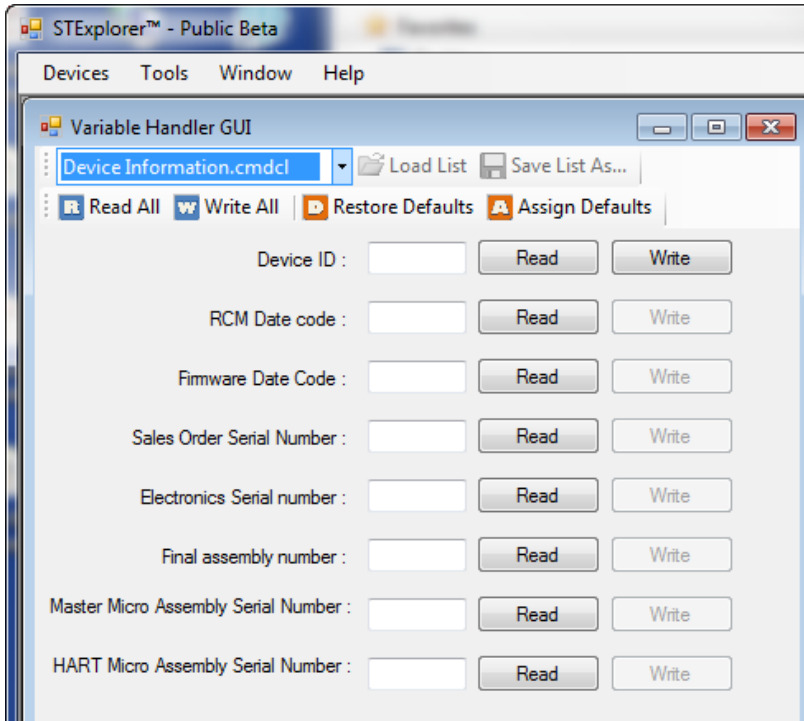 STExplorer™ - Public Beta
Devices Tools Window Help
Variable Handler GUI
Device Information.cmdcl Load List Save List As...
R Read All W Write All D Restore Defaults A Assign Defaults
Device ID : Read Write
RCM Date code : Read Write
Firmware Date Code : Read Write
Sales Order Serial Number : Read Write
Electronics Serial number : Read Write
Final assembly number : Read Write
Master Micro Assembly Serial Number : Read Write
HART Micro Assembly Serial Number : Read Write